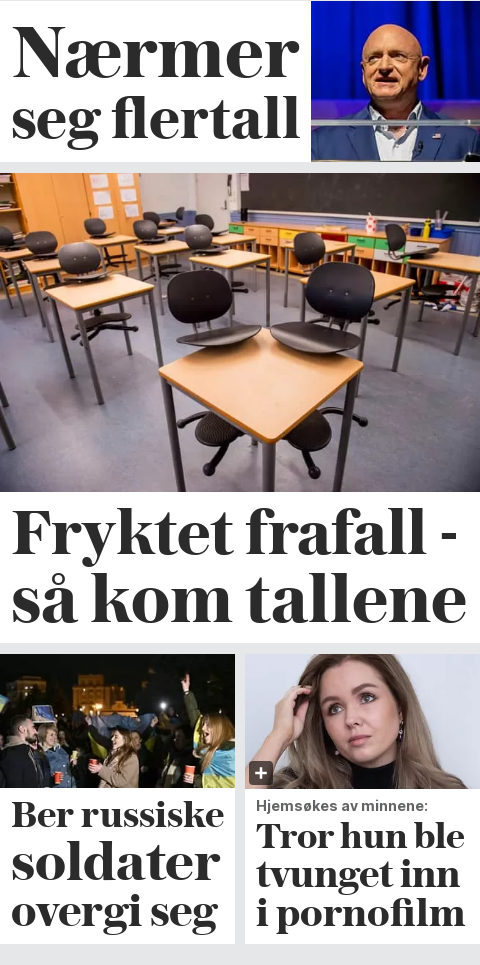 Nærmer
seg flertall
Fryktet frafall -
så kom tallene
Ber russiske
soldater
overgi seg
Hjemsøkes av minnene:
Tror hun ble
tvunget inn
i pornofilm